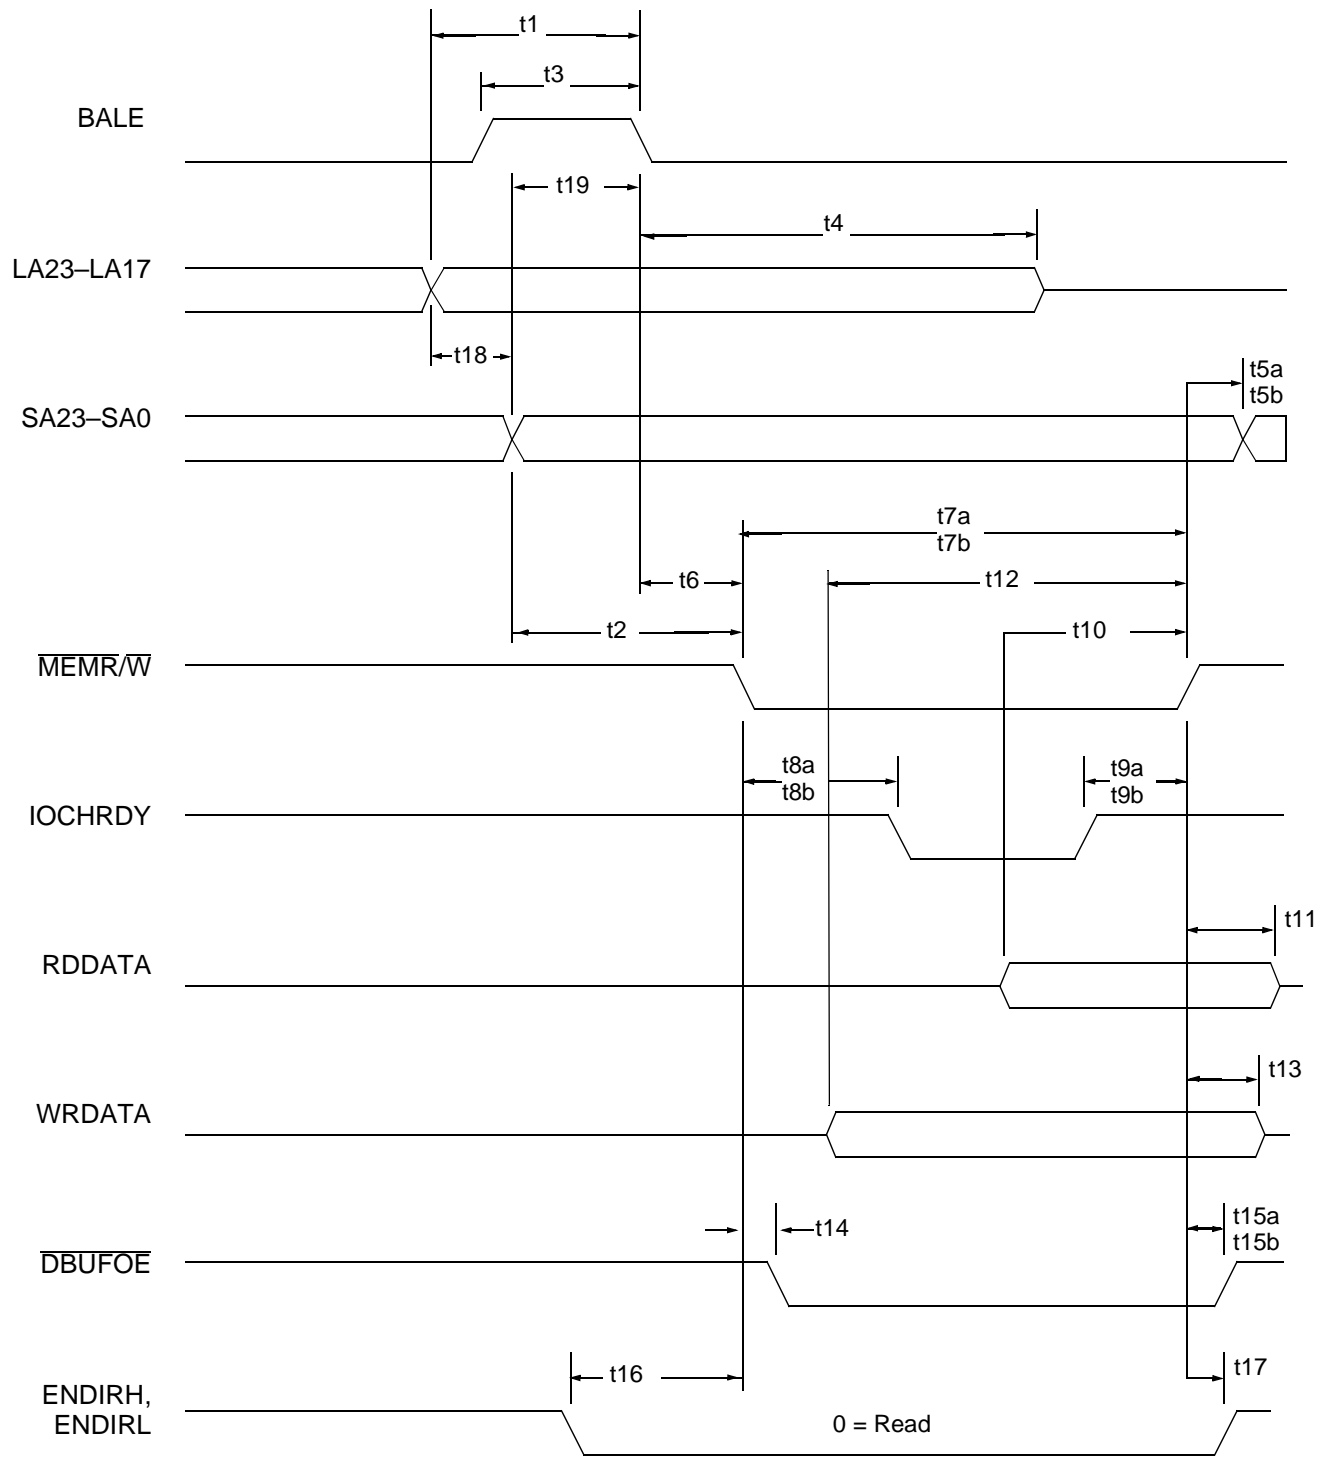 t1
t3
BALE
t19
t4
LA23–LA17
t18
t5a
t5b
SA23–SA0
t7a
t7b
t6
t12
t2
t10
MEMR/W
t8a
t8b
t9a
t9b
IOCHRDY
t11
RDDATA
t13
WRDATA
t14
t15a
t15b
DBUFOE
t16
t17
ENDIRH,
ENDIRL
0 = Read